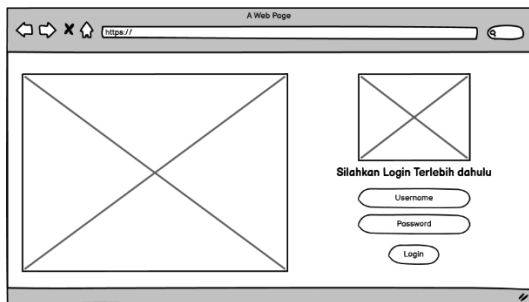 A Web Page
https://
Silahkan Login Terlebih dahulu
Username
Password
Login